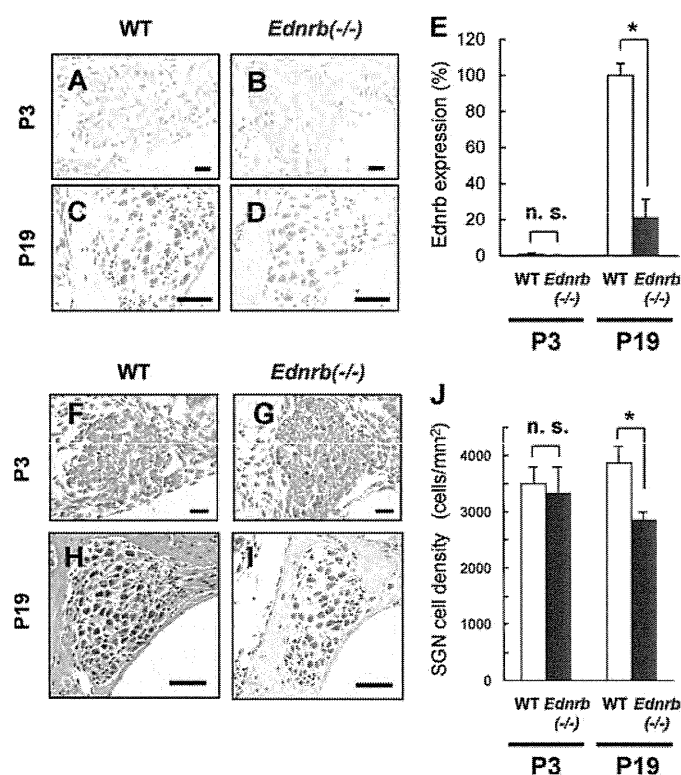 WT
Ednrb(-/-)
P3
A
B
P19
C
D
E
Ednrb expression (%)
120
100
80
60
40
20
0
n. s.
*
WT Ednrb (-/-)
WT Ednrb (-/-)
P3
P19
WT
Ednrb(-/-)
P3
F
G
P19
H
I
J
SGN cell density (cells/mm²)
4000
3000
2000
1000
0
n. s.
*
WT Ednrb (-/-)
WT Ednrb (-/-)
P3
P19